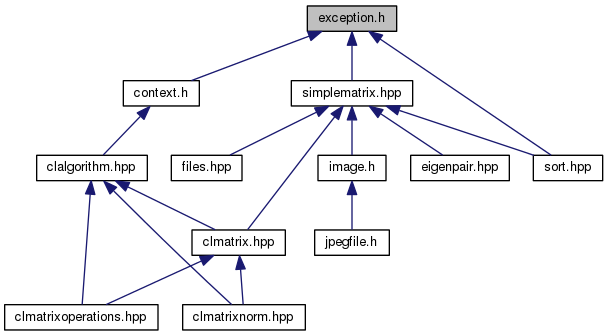 exception.h
context.h
simplematrix.hpp
clalgorithm.hpp
files.hpp
image.h
eigenpair.hpp
sort.hpp
clmatrix.hpp
jpegfile.h
clmatrixoperations.hpp
clmatrixnorm.hpp